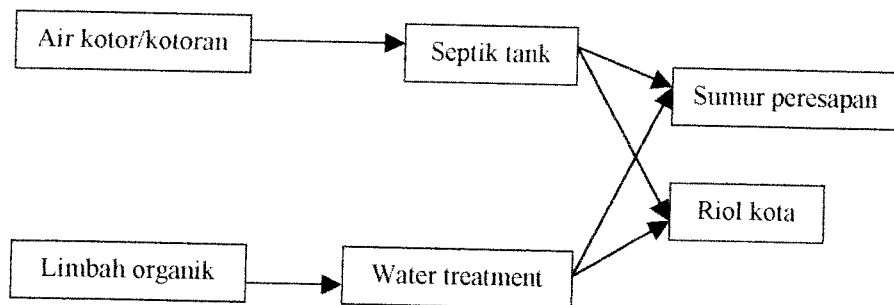 Air kotor/kotoran
Septik tank
Sumur peresapan
Riol kota
Limbah organik
Water treatment